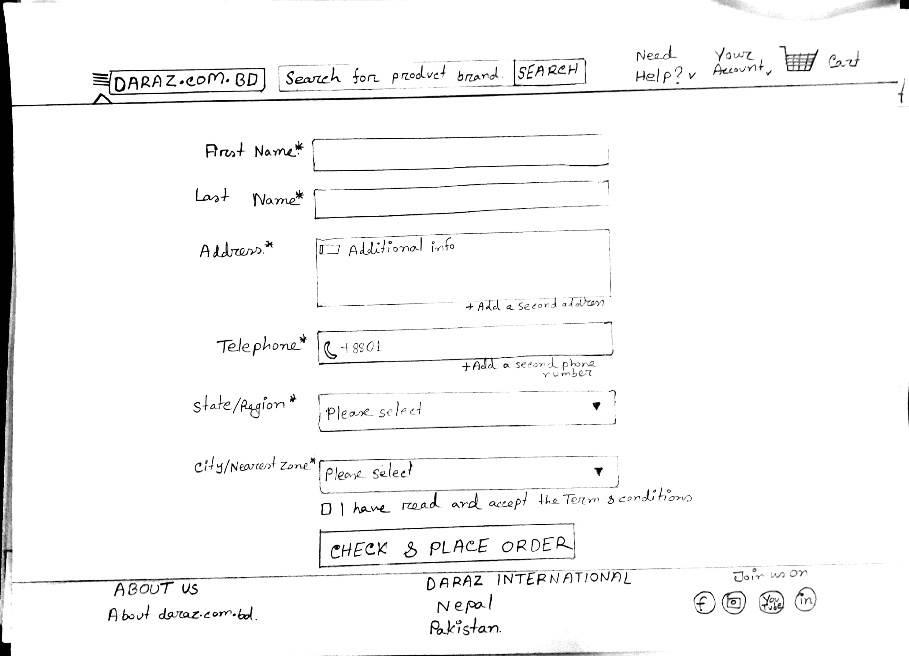 DARAZ.com.BD
Search for product brand.
SEARCH
Need Help?
Your Account
Cart
First Name*
Last Name*
Address*
Additional info
+ Add a second address
Telephone*
+8801
+Add a second phone
number
State/Region*
Please select
City/Nearest Zone*
Please select
I have read and accept the Term & conditions
CHECK & PLACE ORDER
ABOUT US
About daraz.com.bd.
DARAZ INTERNATIONAL
Nepal
Pakistan.
Join us on
f
You
Tube
in